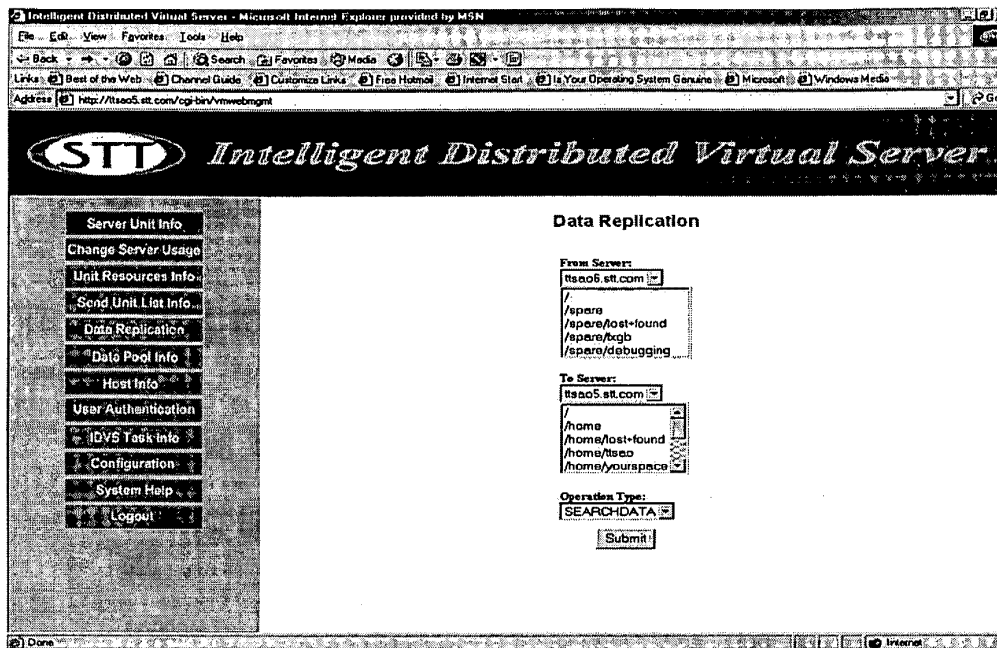 Intelligent Distributed Virtual Server - Microsoft Internet Explorer provided by MSN
File Edit View Favorites Tools Help
Back Search Favorites Media
Links Best of the Web Channel Guide Customize Links Free Hotmail Internet Start Is Your Operating System Genuine Microsoft Windows Media
Address http://ttsao5.stt.com/cgi-bin/vmwebmgmt Go
STT Intelligent Distributed Virtual Server
Server Unit Info
Change Server Usage
Unit Resources Info
Send Unit List Info
Data Replication
Data Pool Info
Host Info
User Authentication
IDVS Task Info
Configuration
System Help
Logout
Data Replication
From Server:
ttsao6.stt.com
/
/spare
/spare/lost+found
/spare/txgb
/spare/debugging
To Server:
ttsao5.stt.com
/
/home
/home/lost+found
/home/ttsao
/home/yourspace
Operation Type:
SEARCHDATA
Submit
Done Internet